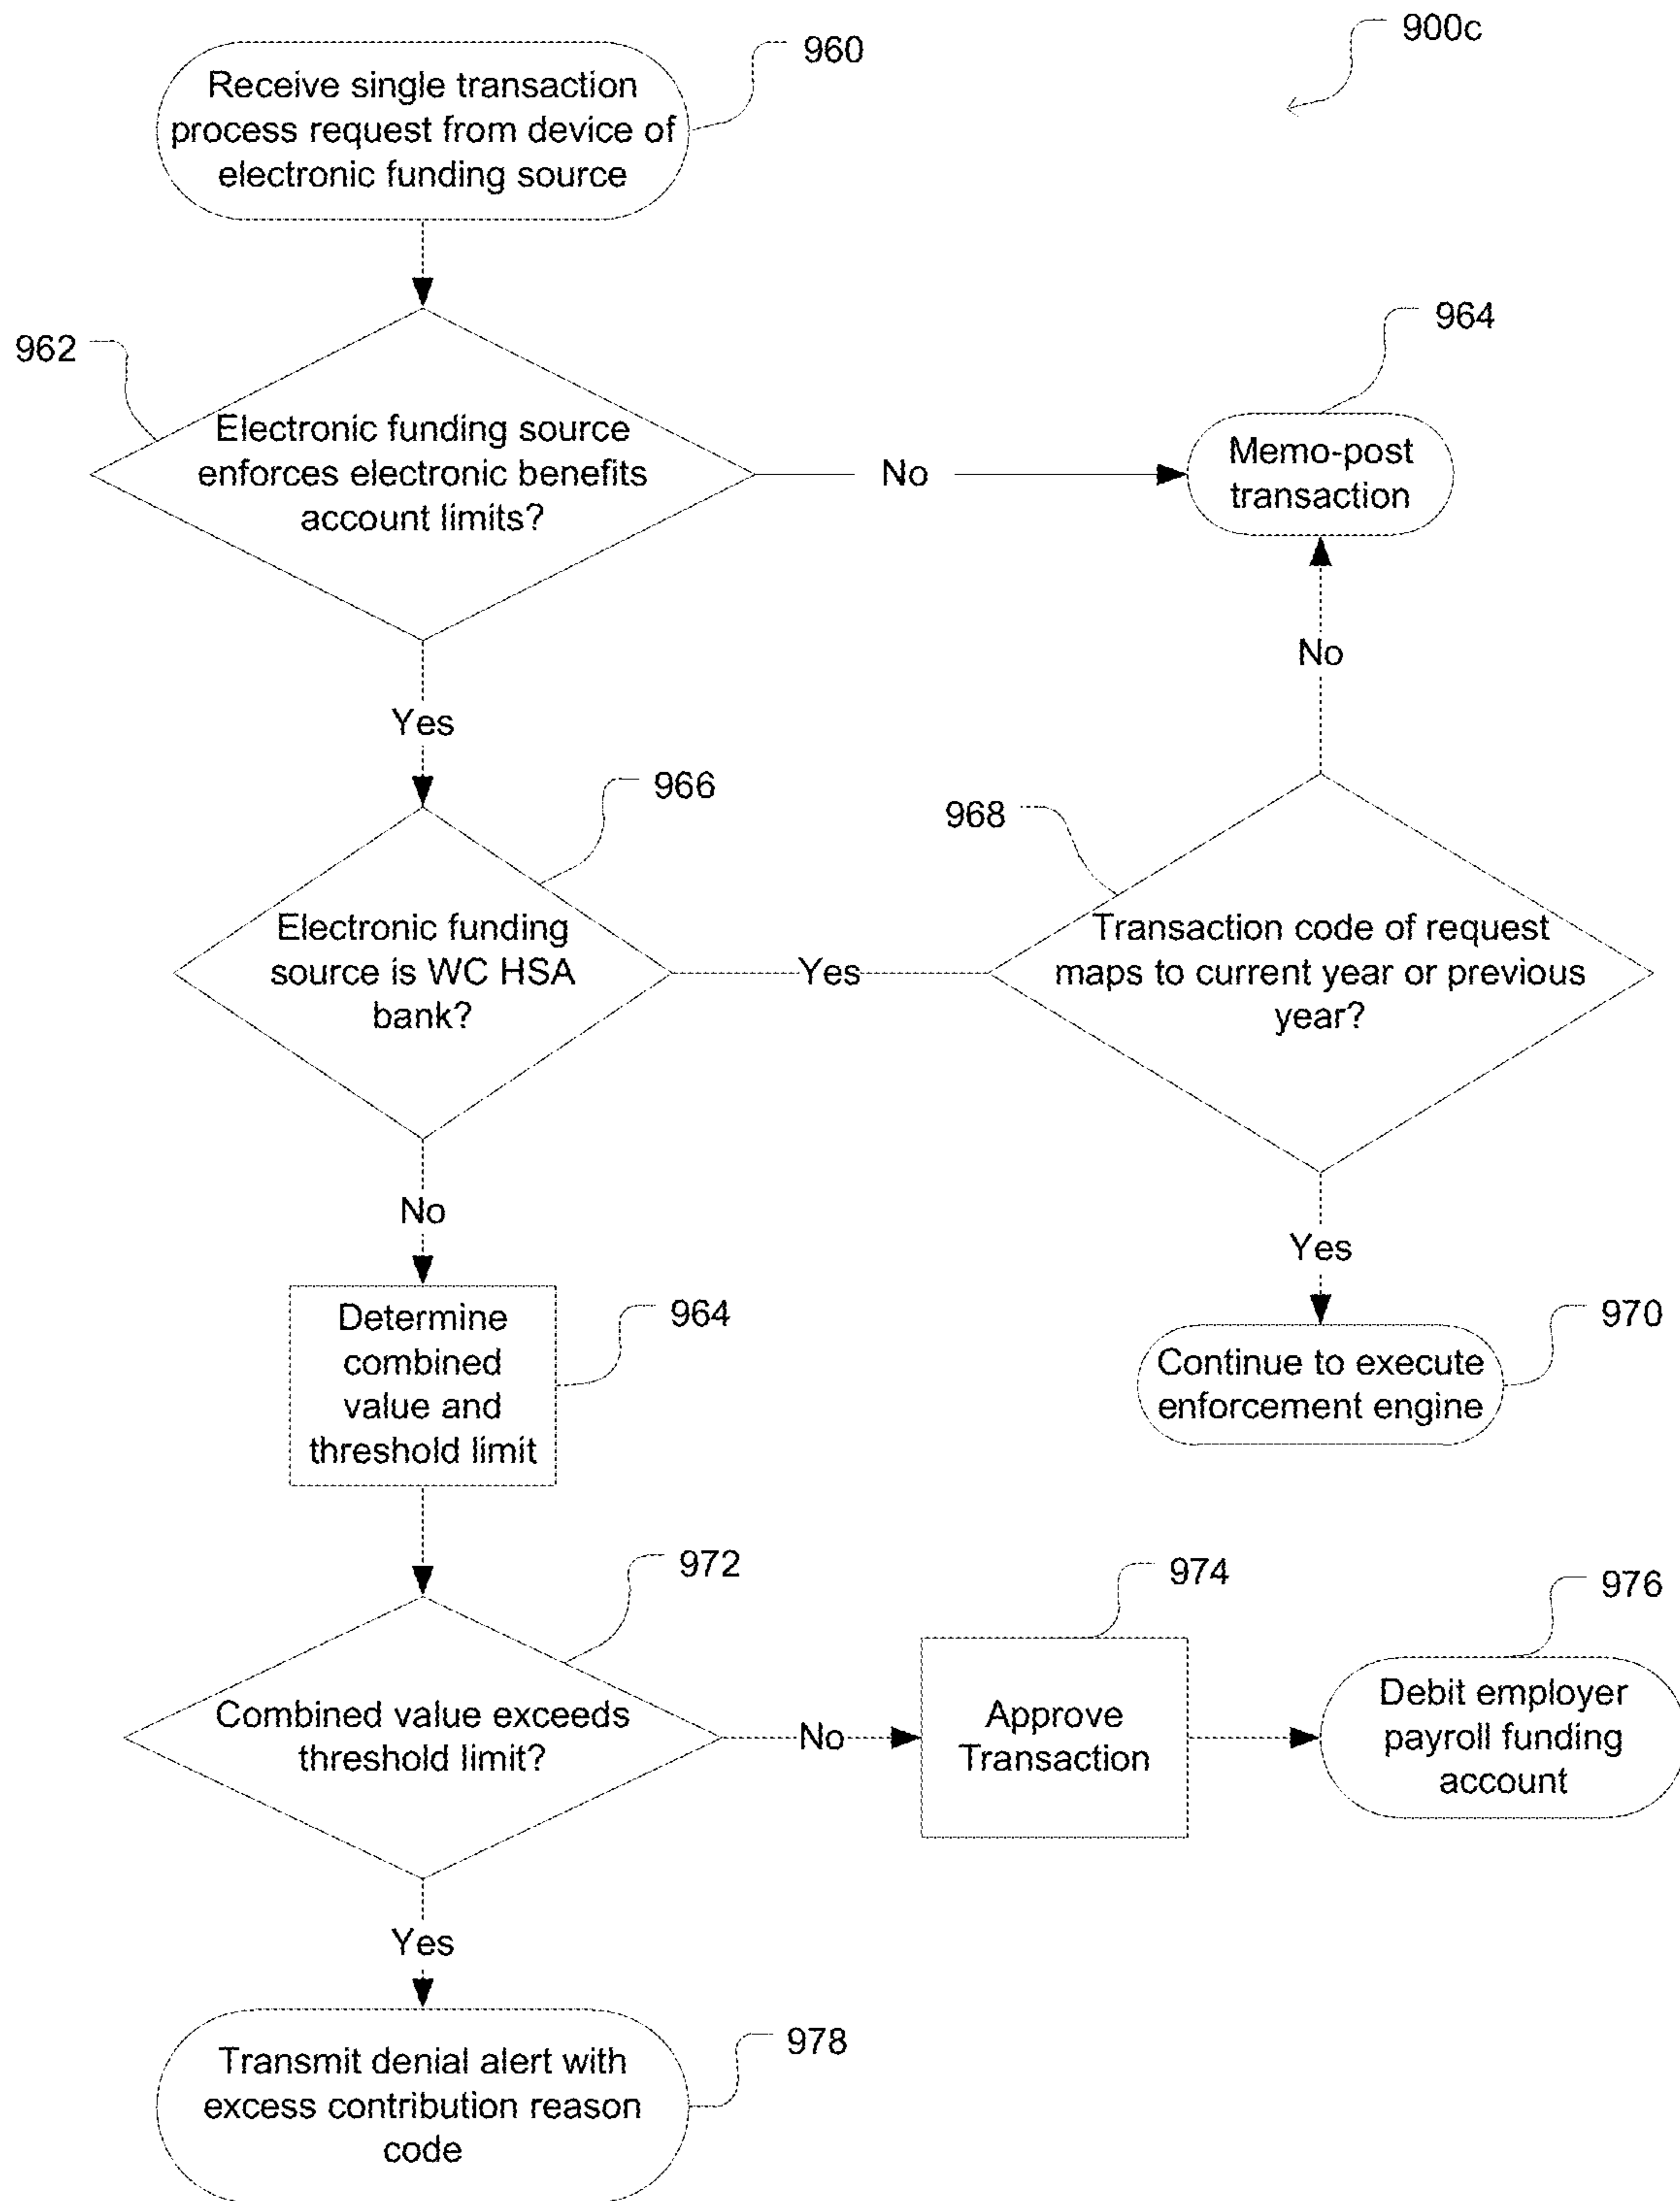 900c
960
Receive single transaction
process request from device of
electronic funding source
962
Electronic funding source
enforces electronic benefits
account limits?
No
964
Memo-post
transaction
Yes
No
966
Electronic funding
source is WC HSA
bank?
Yes
968
Transaction code of request
maps to current year or previous
year?
No
Yes
964
Determine
combined
value and
threshold limit
970
Continue to execute
enforcement engine
972
Combined value exceeds
threshold limit?
No
974
Approve
Transaction
976
Debit employer
payroll funding
account
Yes
978
Transmit denial alert with
excess contribution reason
code